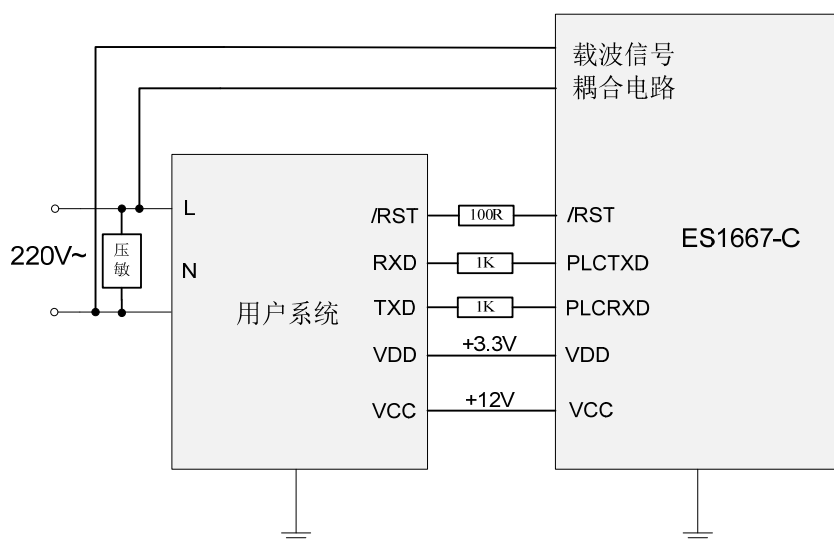 载波信号
耦合电路
L
/RST
100R
/RST
ES1667-C
220V~
压敏
N
RXD
1K
PLCTXD
用户系统
TXD
1K
PLCRXD
VDD
+3.3V
VDD
VCC
+12V
VCC